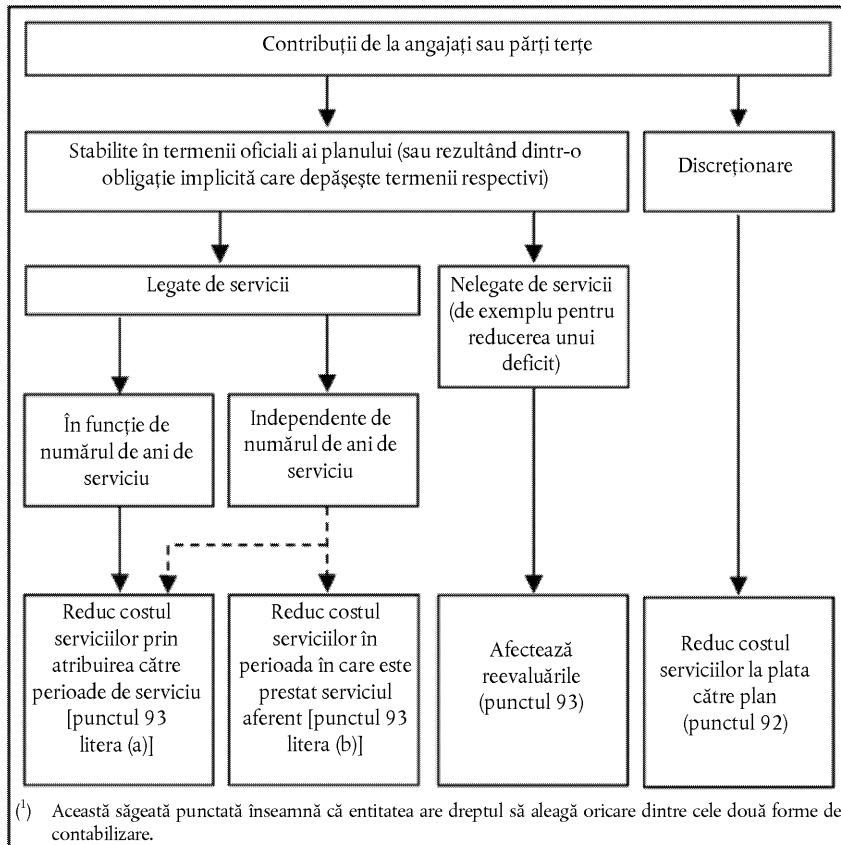 Contribuții de la angajați sau părți terțe
Stabilite în termenii oficiali ai planului (sau rezultând dintr-o
obligație implicită care depășește termenii respectivi)
Discreționare
Legate de servicii
Nelegate de servicii
(de exemplu pentru
reducerea unui
deficit)
În funcție de
numărul de ani de
serviciu
Independente de
numărul de ani de
serviciu
Reduc costul
serviciilor prin
atribuirea către
perioade de serviciu
[punctul 93
litera (a)]
Reduc costul
serviciilor în
perioada în care este
prestat serviciul
aferent [punctul 93
litera (b)]
Afectează
reevaluările
(punctul 93)
Reduc costul
serviciilor la plata
către plan
(punctul 92)
(1) Această săgeată punctată înseamnă că entitatea are dreptul să aleagă oricare dintre cele două forme de
contabilizare.